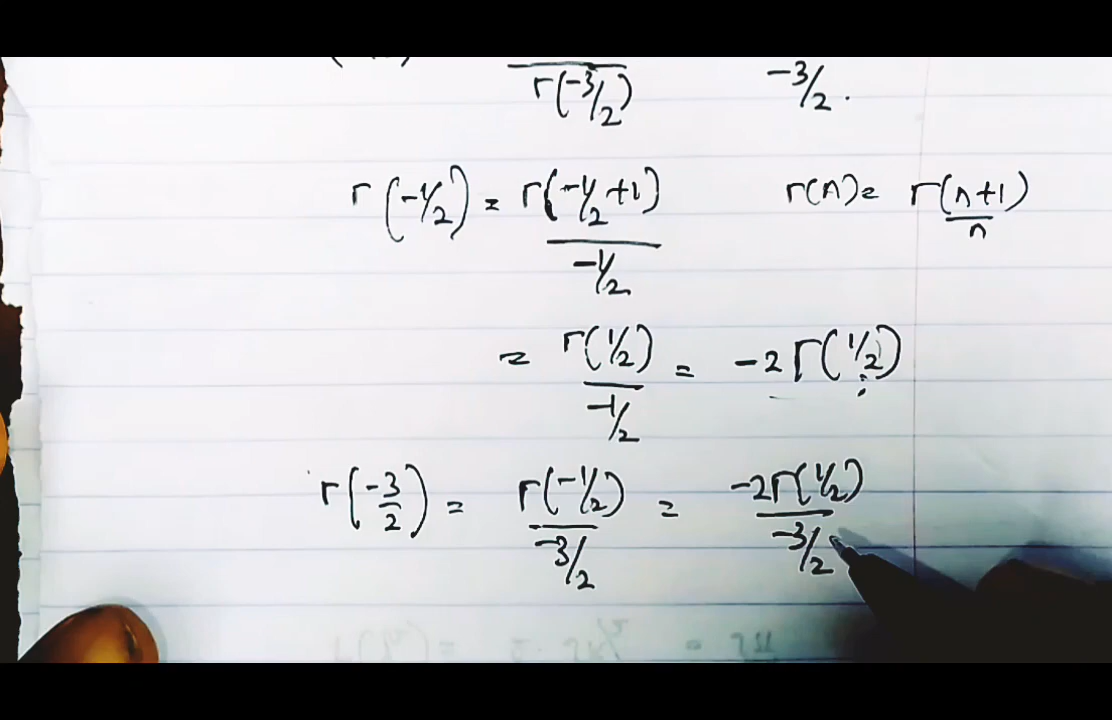 Γ(-3/2) -3/2.
Γ(-1/2) = Γ(-1/2+1)/(-1/2) Γ(n) = Γ(n+1)/n
= Γ(1/2)/(-1/2) = -2Γ(1/2)
Γ(-3/2) = Γ(-1/2)/(-3/2) = -2Γ(1/2)/(-3/2)